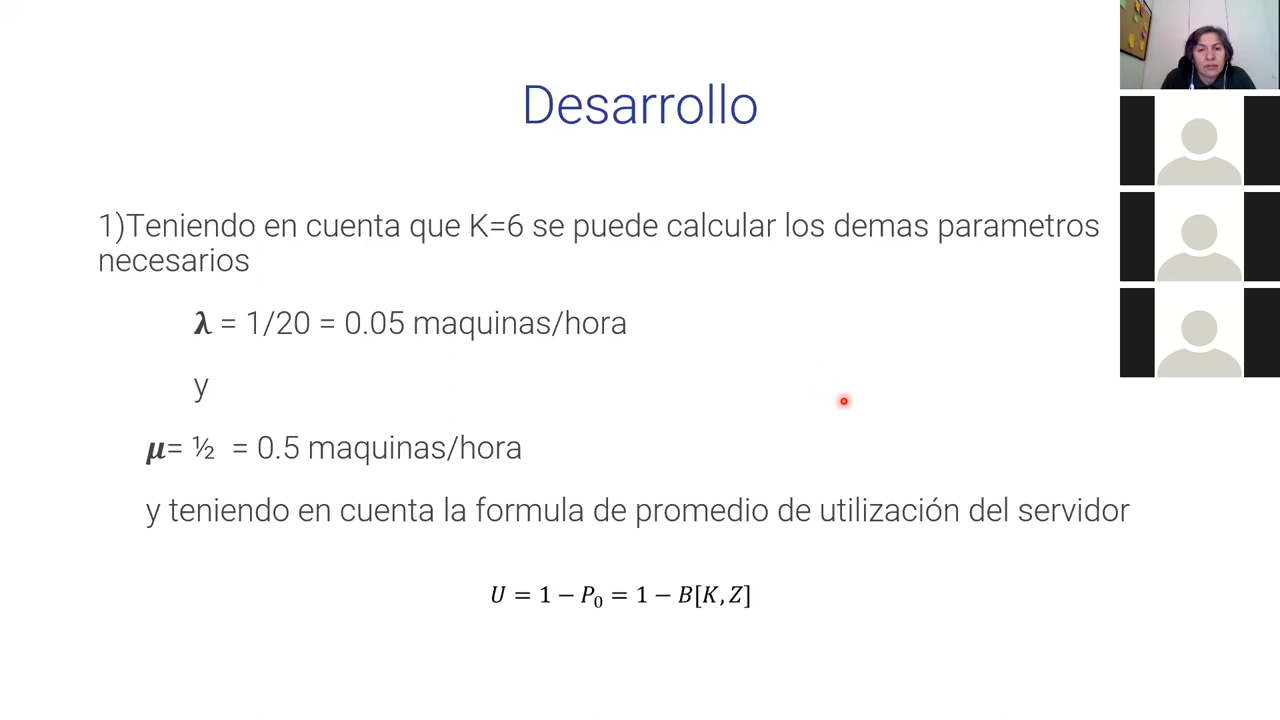 Desarrollo
1)Teniendo en cuenta que K=6 se puede calcular los demas parametros
necesarios
λ = 1/20 = 0.05 maquinas/hora
y
μ= ½ = 0.5 maquinas/hora
y teniendo en cuenta la formula de promedio de utilización del servidor
U = 1 − P₀ = 1 − B[K, Z]